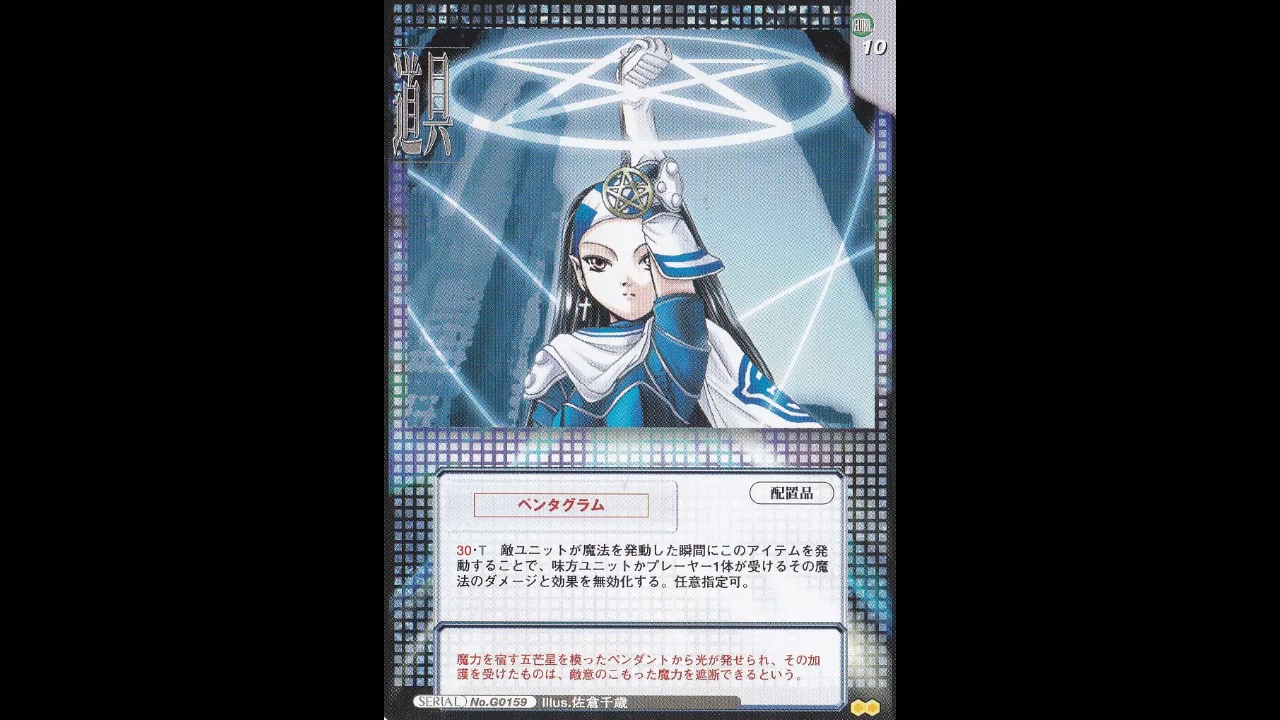 道具
NEUTRAL
10
ペンタグラム
配置品
30・T 敵ユニットが魔法を発動した瞬間にこのアイテムを発
動することで、味方ユニットかプレーヤー1体が受けるその魔
法のダメージと効果を無効化する。任意指定可。
魔力を宿す五芒星を模ったペンダントから光が発せられ、その加
護を受けたものは、敵意のこもった魔力を遮断できるという。
SERIAL No.G0159 Illus.佐倉千歳